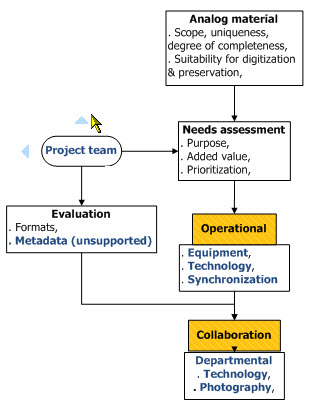 Analog material
. Scope, uniqueness,
degree of completeness,
. Suitability for digitization
& preservation,
Project team
Needs assessment
. Purpose,
. Added value,
. Prioritization,
Evaluation
. Formats,
. Metadata (unsupported)
Operational
. Equipment,
. Technology,
. Synchronization
Collaboration
Departmental
. Technology,
. Photography,